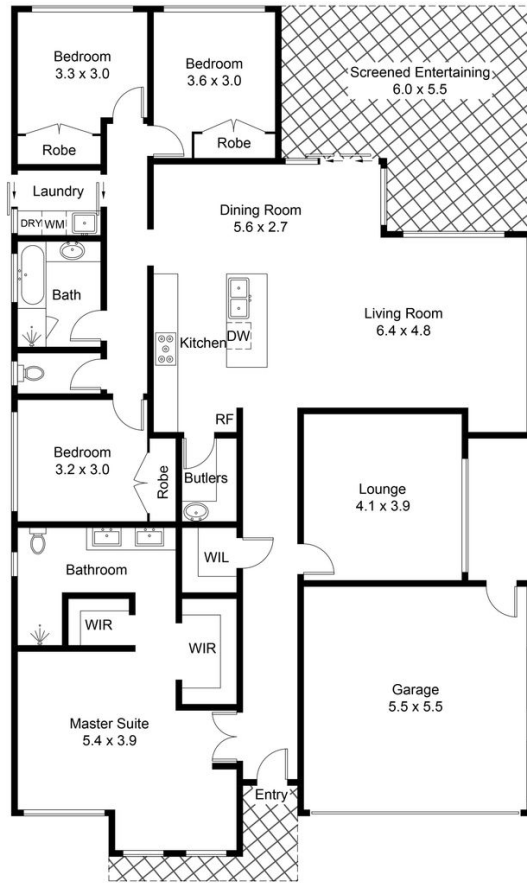 Bedroom
3.3 x 3.0
Bedroom
3.6 x 3.0
Screened Entertaining
6.0 x 5.5
Robe
Robe
Laundry
DRY WM
Dining Room
5.6 x 2.7
Bath
Living Room
6.4 x 4.8
Kitchen
DW
RF
Bedroom
3.2 x 3.0
Robe
Butlers
Lounge
4.1 x 3.9
Bathroom
WIL
WIR
WIR
Garage
5.5 x 5.5
Master Suite
5.4 x 3.9
Entry